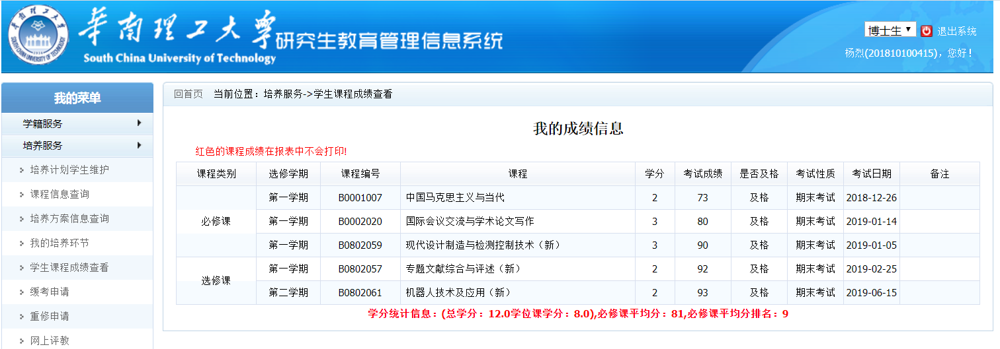 華南理工大學研究生教育管理信息系统
South China University of Technology
博士生 退出系统
杨烈(201810100415)，您好！
我的菜单
学籍服务
培养服务
培养计划学生维护
课程信息查询
培养方案信息查询
我的培养环节
学生课程成绩查看
缓考申请
重修申请
网上评教
回首页 当前位置：培养服务->学生课程成绩查看
我的成绩信息
红色的课程成绩在报表中不会打印!
课程类别 选修学期 课程编号 课程 学分 考试成绩 是否及格 考试性质 考试日期 备注
必修课
第一学期 B0001007 中国马克思主义与当代 2 73 及格 期末考试 2018-12-26
第一学期 B0002020 国际会议交流与学术论文写作 3 80 及格 期末考试 2019-01-14
第一学期 B0802059 现代设计制造与检测控制技术（新） 3 90 及格 期末考试 2019-01-05
选修课
第一学期 B0802057 专题文献综合与评述（新） 2 92 及格 期末考试 2019-02-25
第二学期 B0802061 机器人技术及应用（新） 2 93 及格 期末考试 2019-06-15
学分统计信息：(总学分：12.0学位课学分：8.0),必修课平均分：81,必修课平均分排名：9